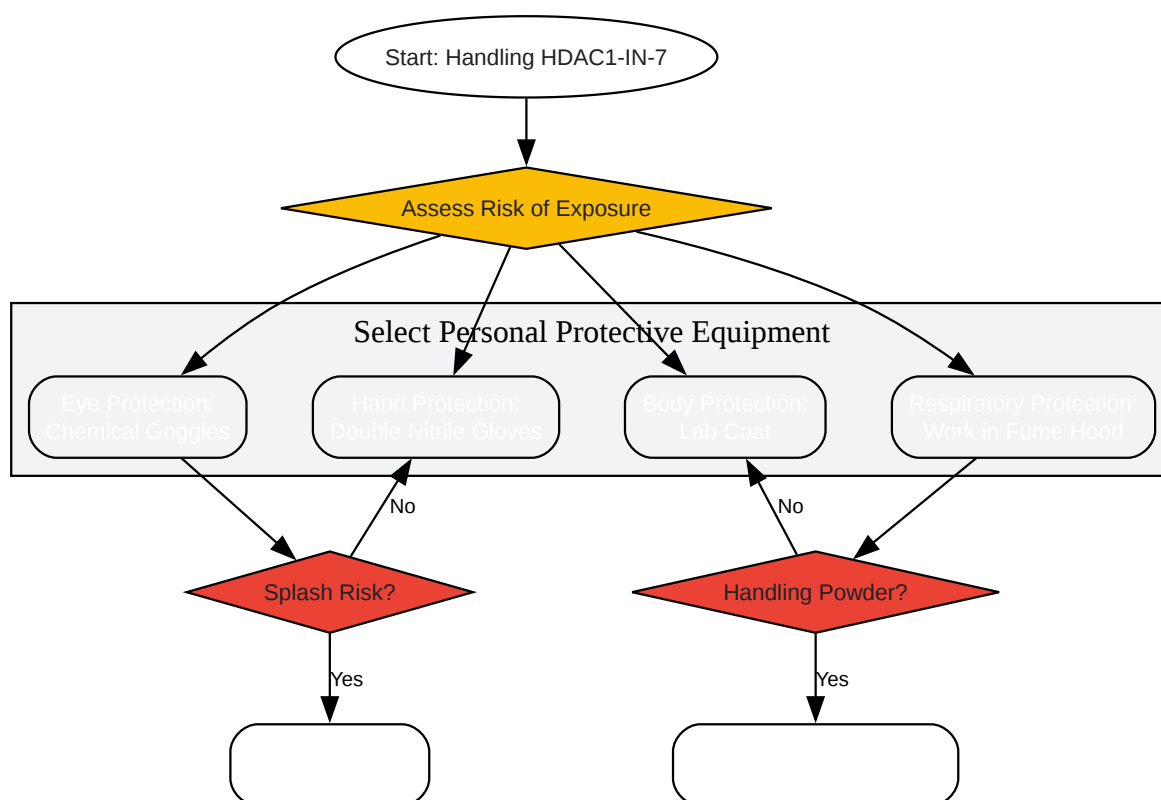 Start: Handling HDAC1-IN-7
Assess Risk of Exposure
Select Personal Protective Equipment
Eye Protection:
Chemical Goggles
Hand Protection:
Double Nitrile Gloves
Body Protection:
Lab Coat
Respiratory Protection:
Work in Fume Hood
No
No
Splash Risk?
Handling Powder?
Yes
Yes